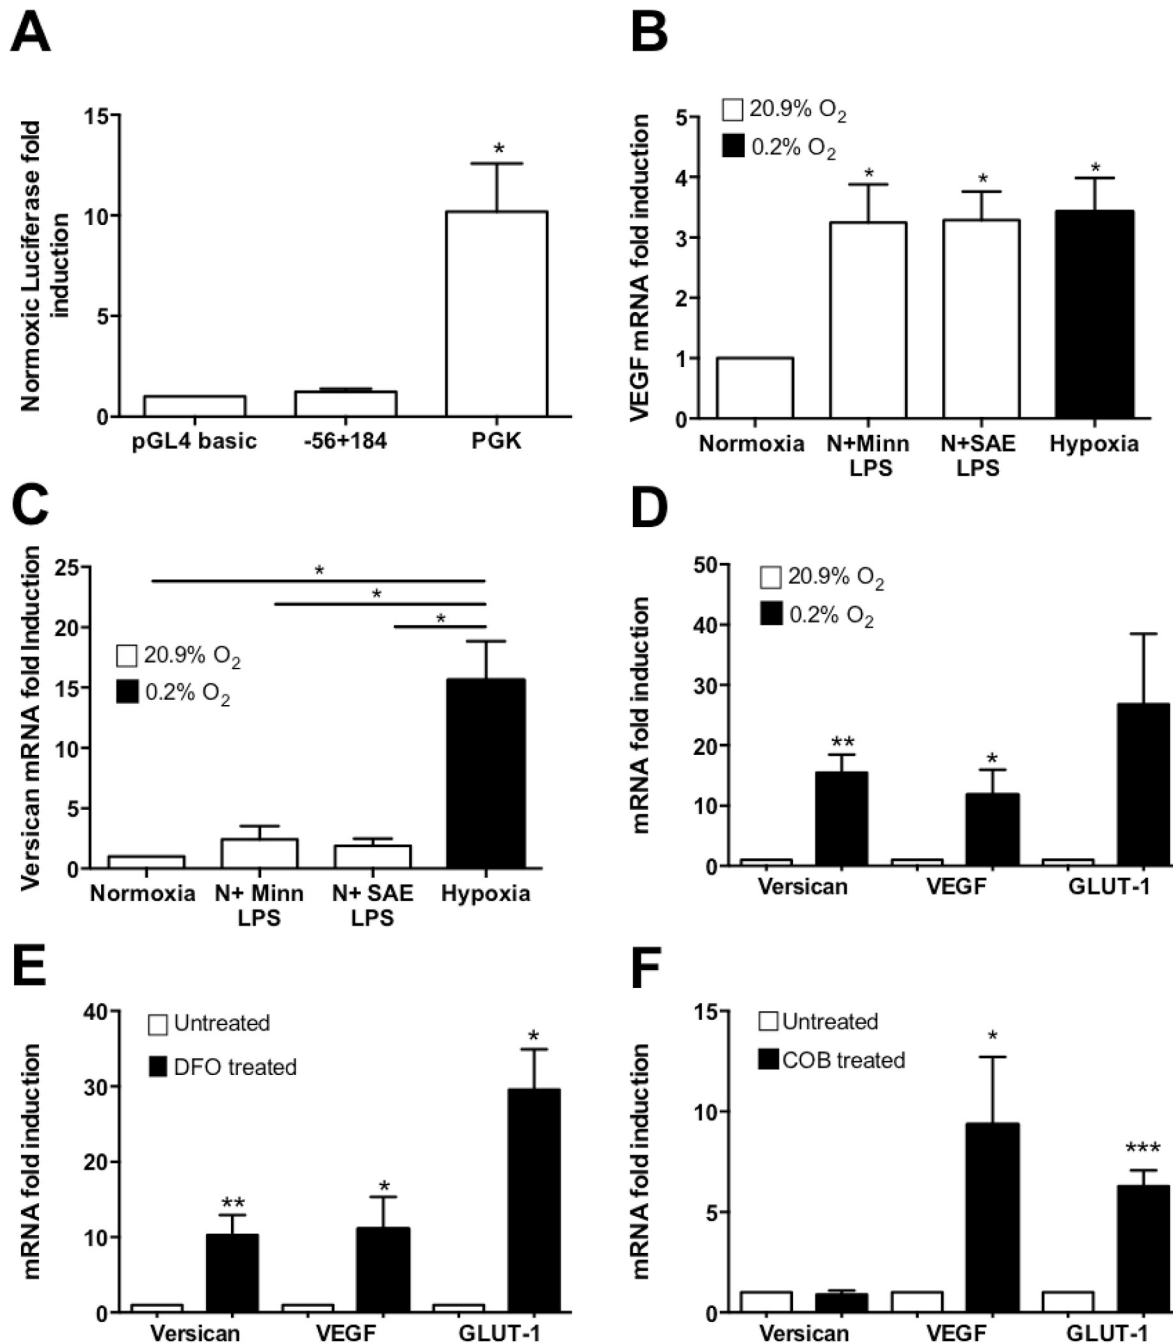 A
Normoxic Luciferase fold
induction
15
10
5
0
*
pGL4 basic
-56+184
PGK
B
VEGF mRNA fold induction
20.9% O2
0.2% O2
5
4
3
2
1
0
*
*
*
Normoxia
N+Minn
LPS
N+SAE
LPS
Hypoxia
C
Versican mRNA fold Induction
25
20
15
10
5
0
*
*
*
20.9% O2
0.2% O2
Normoxia
N+ Minn
LPS
N+ SAE
LPS
Hypoxia
D
mRNA fold induction
50
40
30
20
10
0
20.9% O2
0.2% O2
**
*
Versican
VEGF
GLUT-1
E
mRNA fold induction
40
30
20
10
0
Untreated
DFO treated
**
*
*
Versican
VEGF
GLUT-1
F
mRNA fold induction
15
10
5
0
Untreated
COB treated
*
***
Versican
VEGF
GLUT-1